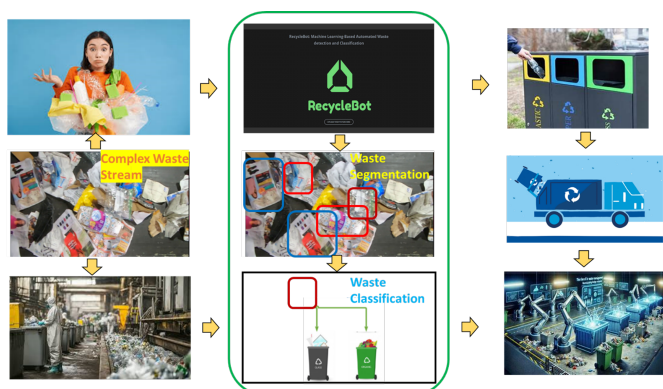 RecycleBot: Machine Learning Based Automated Waste
Detection and Classification
RecycleBot
Complex Waste
Stream
Waste
Segmentation
Waste
Classification